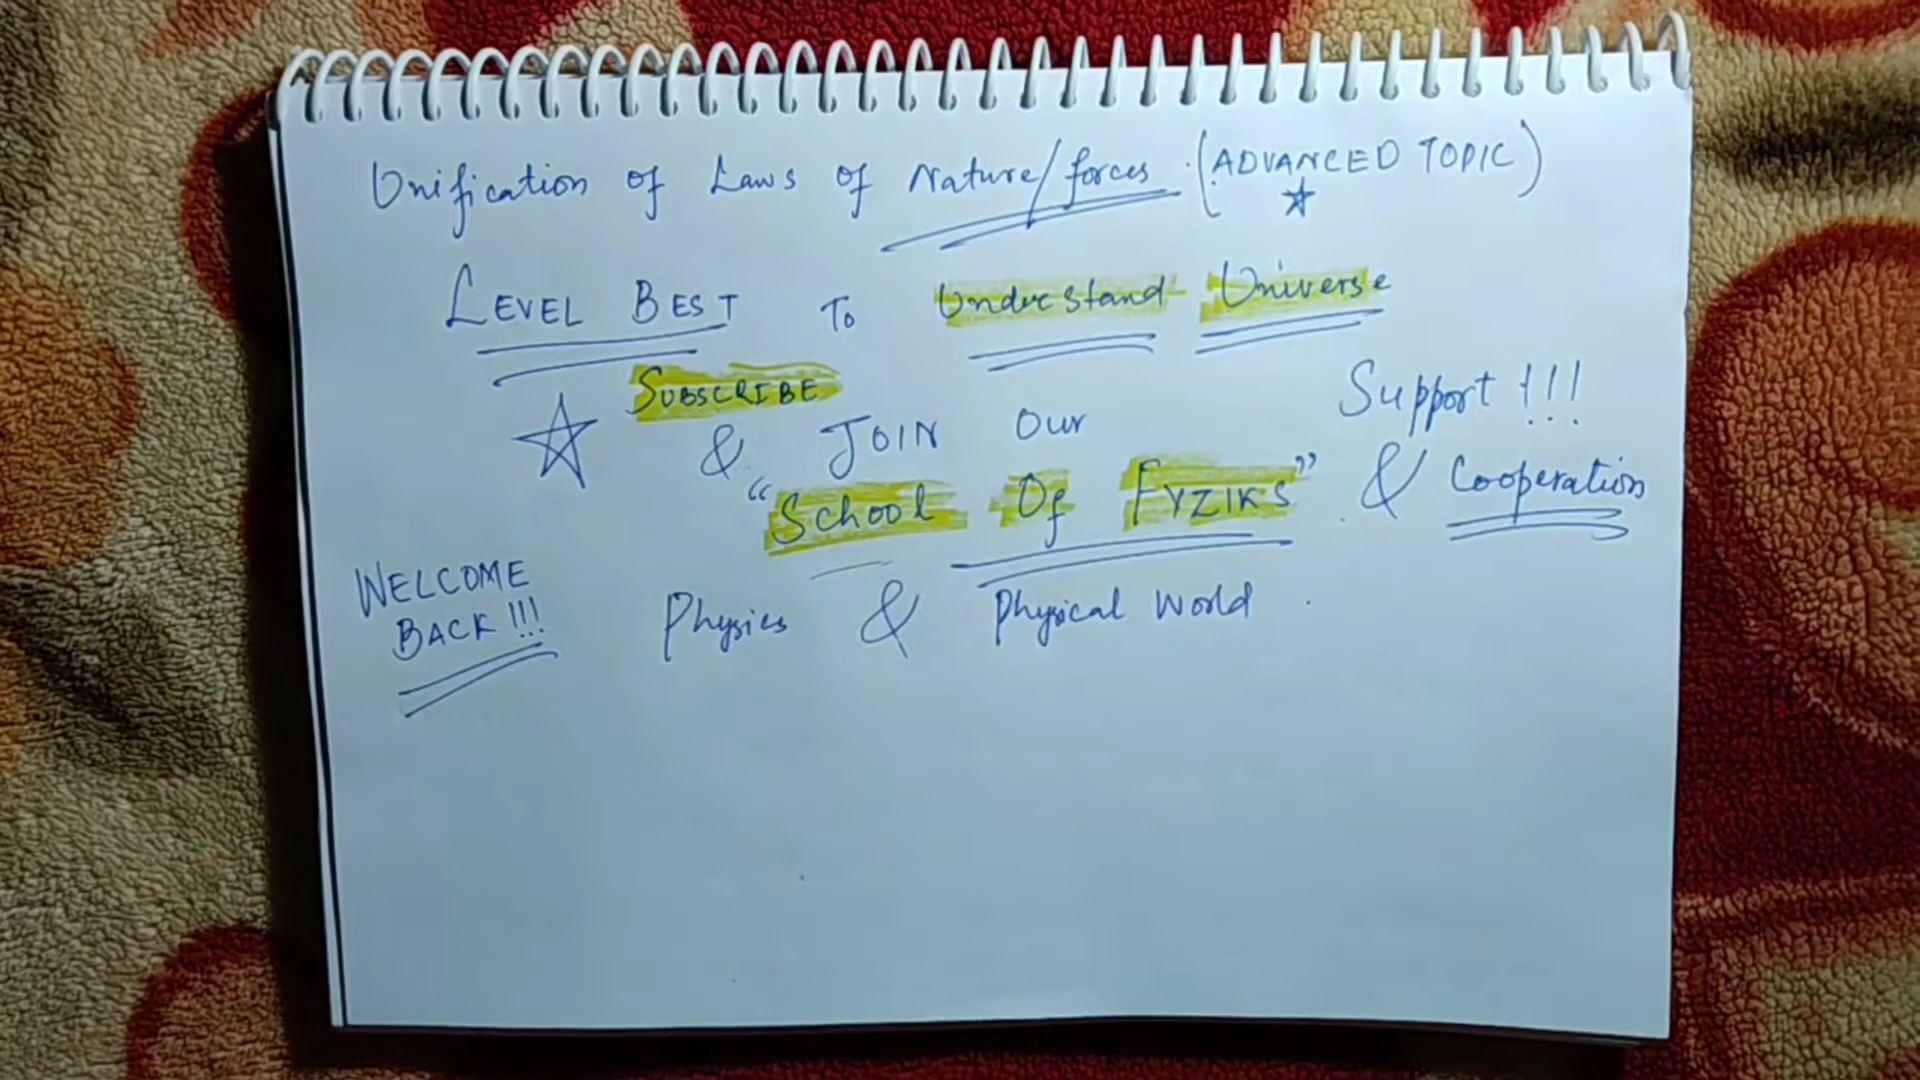 Unification of Laws of Nature/forces. (ADVANCED TOPIC)
LEVEL BEST To Understand Universe
SUBSCRIBE
& JOIN Our
Support !!!
"School Of FYZIKS" & Cooperation
WELCOME
BACK !!!
Physics & Physical World.